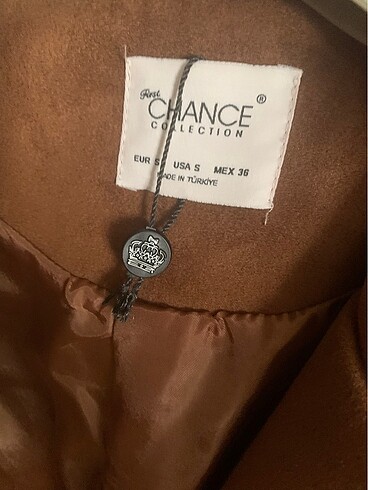 First
CHANCE®
COLLECTION
EUR S USA S MEX 36
MADE IN TÜRKİYE